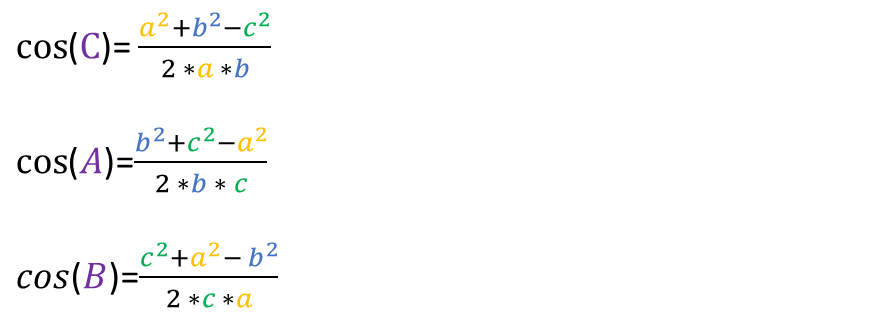 cos(C)= a²+b²−c² / 2 *a *b
cos(A)= b²+c²−a² / 2 *b * c
cos(B)= c²+a²− b² / 2 *c *a